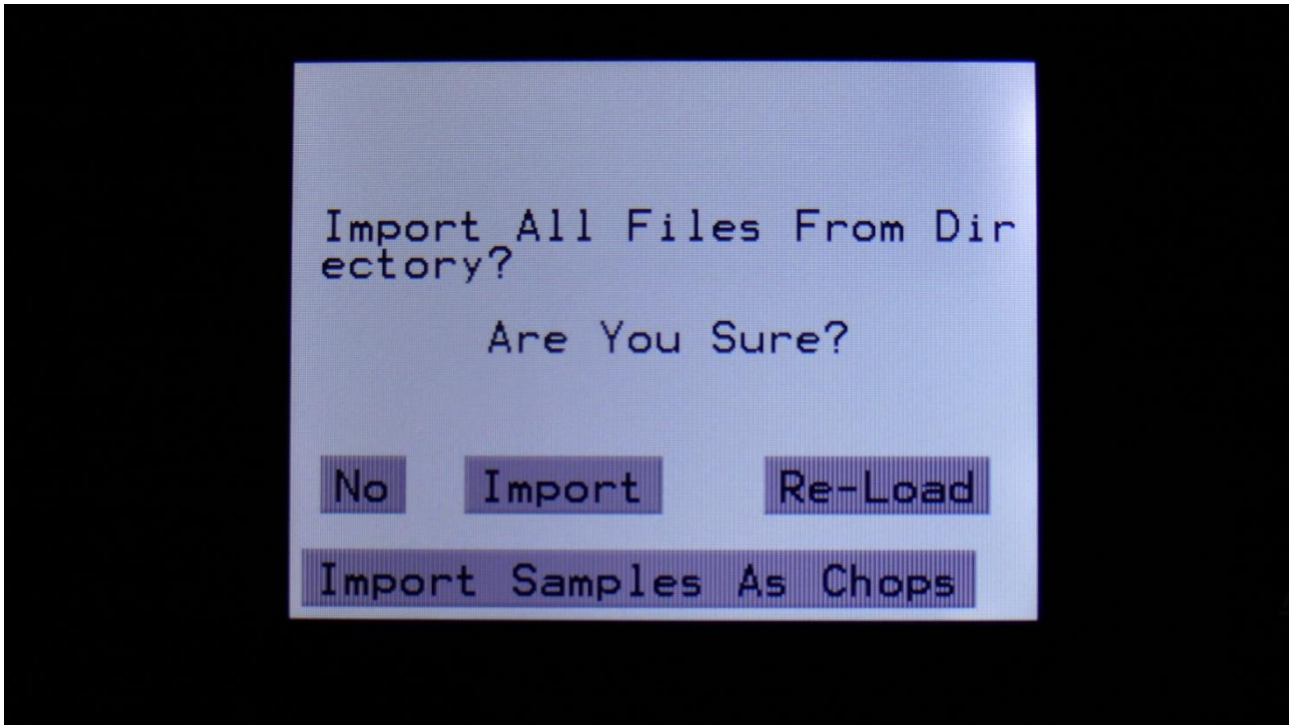 Import All Files From Dir
ectory?
Are You Sure?
No Import Re-Load
Import Samples As Chops